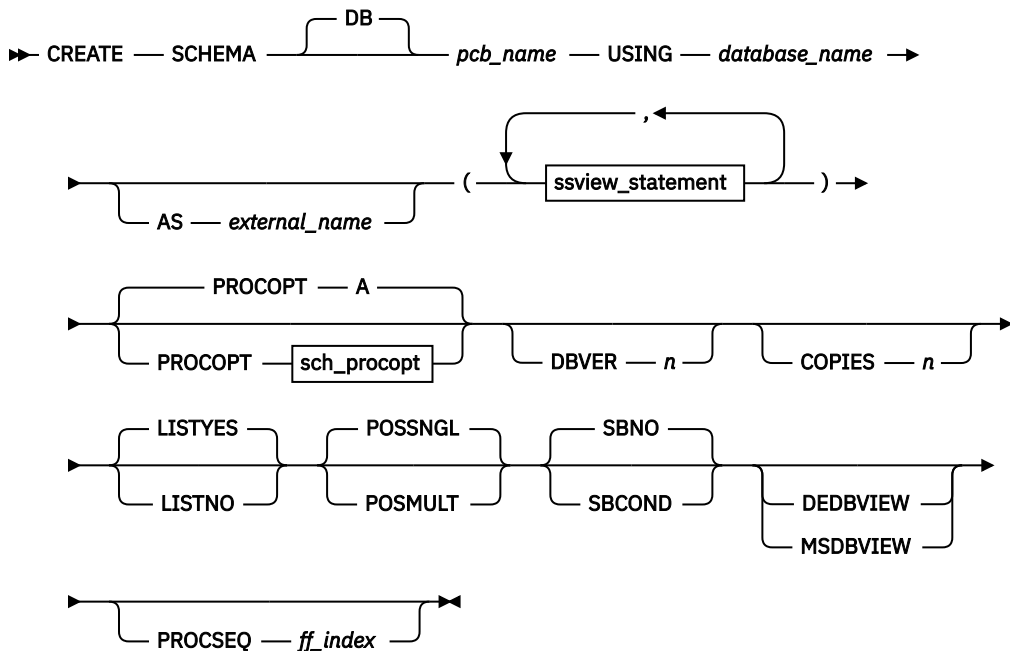 DB
CREATE SCHEMA pcb_name USING database_name
,
( ssview_statement )
AS external_name
PROCOPT A
PROCOPT sch_procopt DBVER n COPIES n
LISTYES POSSNGL SBNO
LISTNO POSMULT SBCOND DEDBVIEW
MSDBVIEW
PROCSEQ ff_index